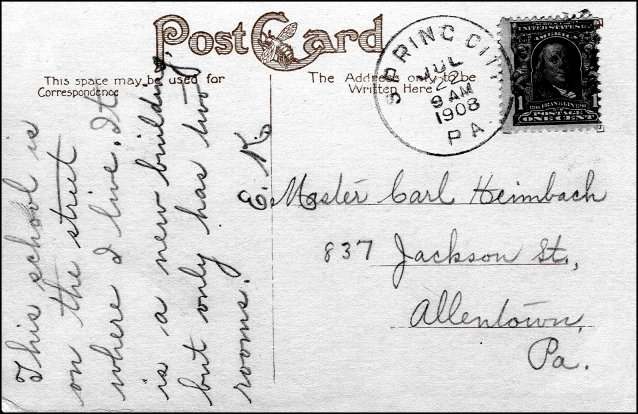 Post Card
This space may be used for
Correspondence
The Address only to be
Written Here
SPRING CITY
JUL
22
9 AM
1908
PA
UNITED STATES
FRANKLIN
1 1
POSTAGE
ONE CENT
This school is
on the street
where I live. It
is a new building,
but only has two
rooms.
E. K.
Master Carl Heimbach
837 Jackson St.,
Allentown,
Pa.